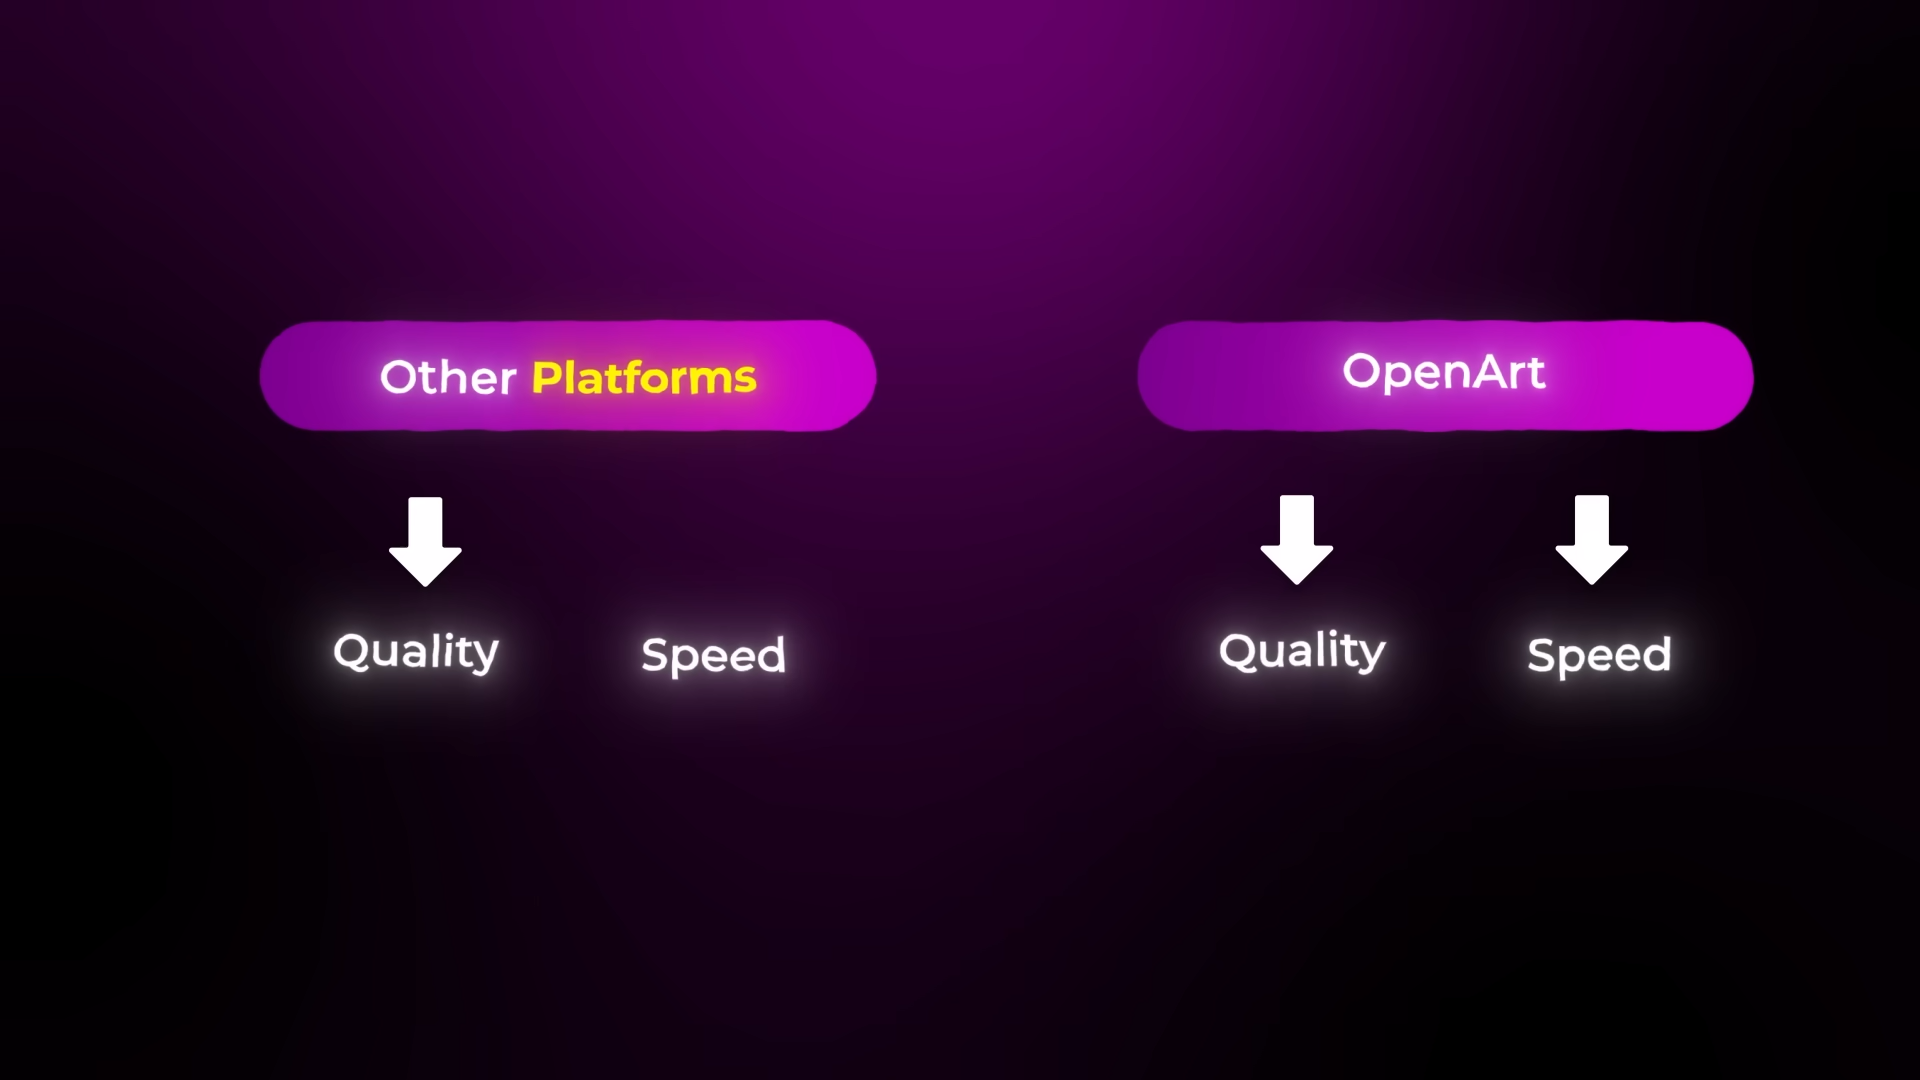 Other Platforms
OpenArt
Quality
Speed
Quality
Speed